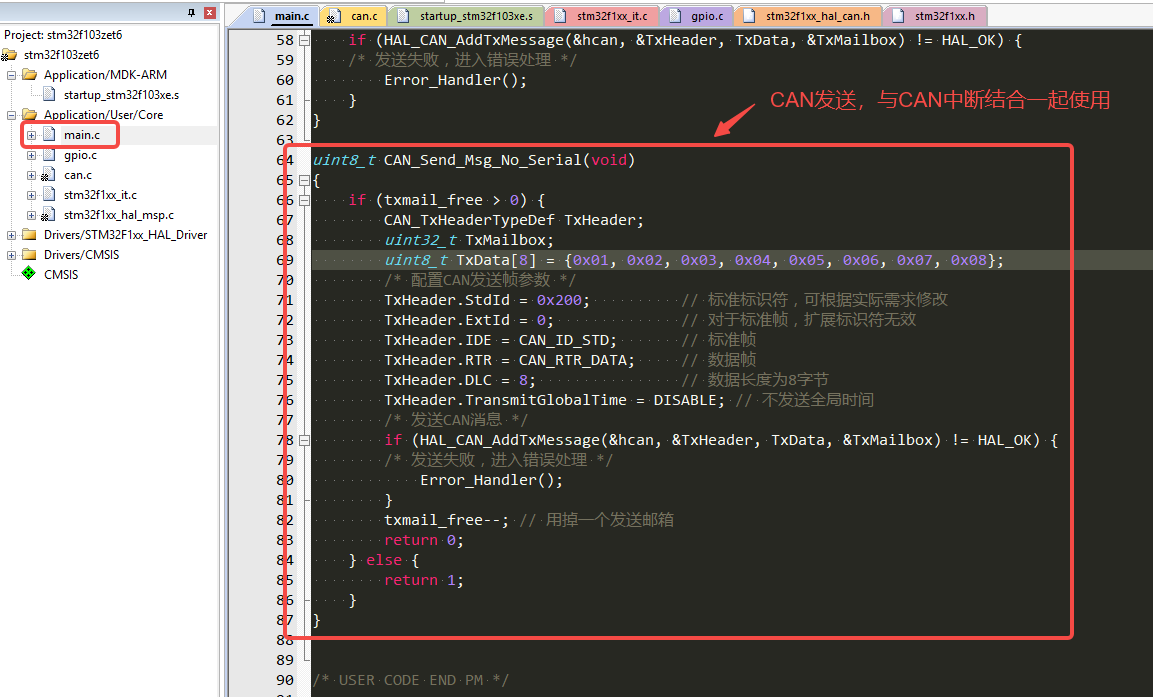 Project: stm32f103zet6
stm32f103zet6
Application/MDK-ARM
startup_stm32f103xe.s
Application/User/Core
main.c
gpio.c
can.c
stm32f1xx_it.c
stm32f1xx_hal_msp.c
Drivers/STM32F1xx_HAL_Driver
Drivers/CMSIS
CMSIS
main.c can.c startup_stm32f103xe.s stm32f1xx_it.c gpio.c stm32f1xx_hal_can.h stm32f1xx.h
58 if (HAL_CAN_AddTxMessage(&hcan, &TxHeader, TxData, &TxMailbox) != HAL_OK) {
59 /* 发送失败，进入错误处理 */
60 Error_Handler();
61 }
62 }
63
CAN发送，与CAN中断结合一起使用
64 uint8_t CAN_Send_Msg_No_Serial(void)
65 {
66 if (txmail_free > 0) {
67 CAN_TxHeaderTypeDef TxHeader;
68 uint32_t TxMailbox;
69 uint8_t TxData[8] = {0x01, 0x02, 0x03, 0x04, 0x05, 0x06, 0x07, 0x08};
70 /* 配置CAN发送帧参数 */
71 TxHeader.StdId = 0x200; // 标准标识符，可根据实际需求修改
72 TxHeader.ExtId = 0; // 对于标准帧，扩展标识符无效
73 TxHeader.IDE = CAN_ID_STD; // 标准帧
74 TxHeader.RTR = CAN_RTR_DATA; // 数据帧
75 TxHeader.DLC = 8; // 数据长度为8字节
76 TxHeader.TransmitGlobalTime = DISABLE; // 不发送全局时间
77 /* 发送CAN消息 */
78 if (HAL_CAN_AddTxMessage(&hcan, &TxHeader, TxData, &TxMailbox) != HAL_OK) {
79 /* 发送失败，进入错误处理 */
80 Error_Handler();
81 }
82 txmail_free--; // 用掉一个发送邮箱
83 return 0;
84 } else {
85 return 1;
86 }
87 }
88
89
90 /* USER CODE END PM */